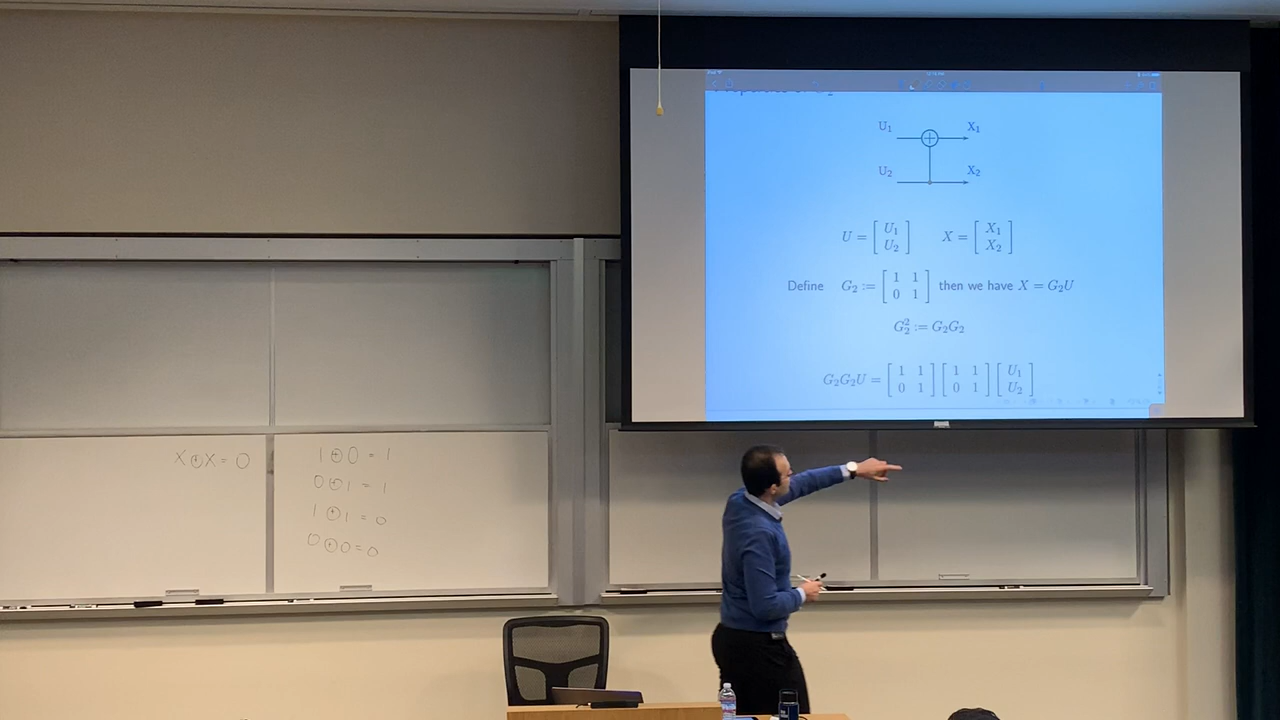 U1 X1
U2 X2
U = [ U1 U2 ] X = [ X1 X2 ]
Define G2 := [ 1 1 0 1 ] then we have X = G2U
G2² := G2G2
G2G2U = [ 1 1 0 1 ] [ 1 1 0 1 ] [ U1 U2 ]
X⊕X=0
1⊕0=1
0⊕1=1
1⊕1=0
0⊕0=0